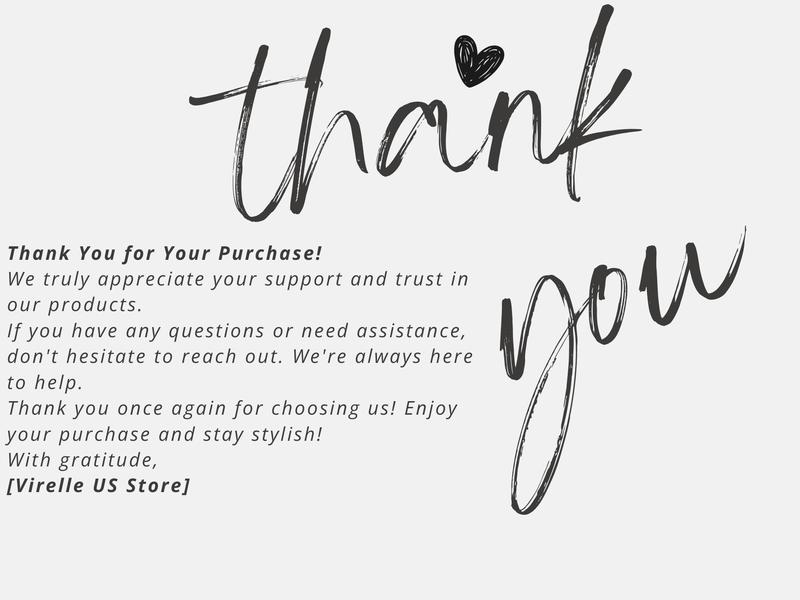 thank
you
Thank You for Your Purchase!
We truly appreciate your support and trust in
our products.
If you have any questions or need assistance,
don't hesitate to reach out. We're always here
to help.
Thank you once again for choosing us! Enjoy
your purchase and stay stylish!
With gratitude,
[Virelle US Store]